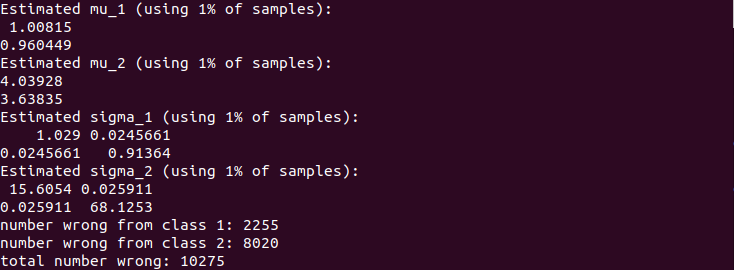 Estimated mu_1 (using 1% of samples):
 1.00815
0.960449
Estimated mu_2 (using 1% of samples):
4.03928
3.63835
Estimated sigma_1 (using 1% of samples):
    1.029 0.0245661
0.0245661   0.91364
Estimated sigma_2 (using 1% of samples):
 15.6054 0.025911
0.025911  68.1253
number wrong from class 1: 2255
number wrong from class 2: 8020
total number wrong: 10275